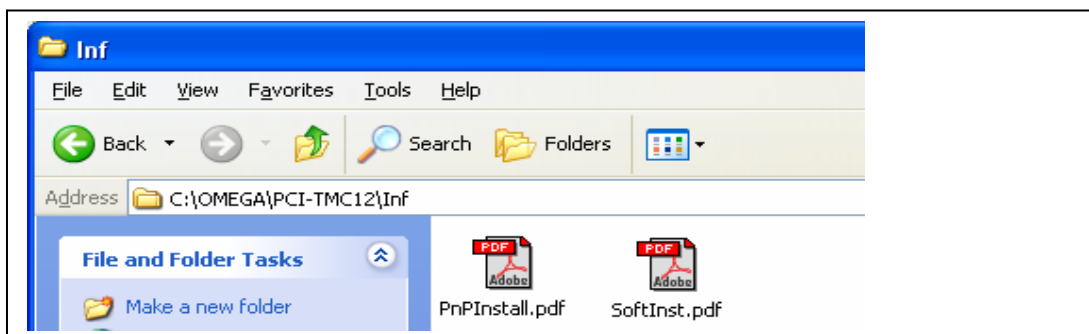 Inf
File Edit View Favorites Tools Help
Back Search Folders
Address C:\OMEGA\PCI-TMC12\Inf
File and Folder Tasks
Make a new folder
PDF Adobe PDF Adobe
PnPInstall.pdf SoftInst.pdf